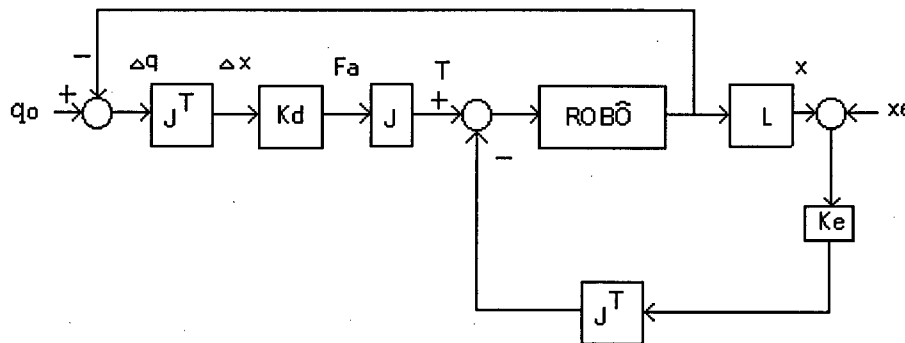 −
Δq
Δx
Fa
T
x
qo
+
J^T
Kd
J
+
ROBÔ
L
xe
−
Ke
J^T